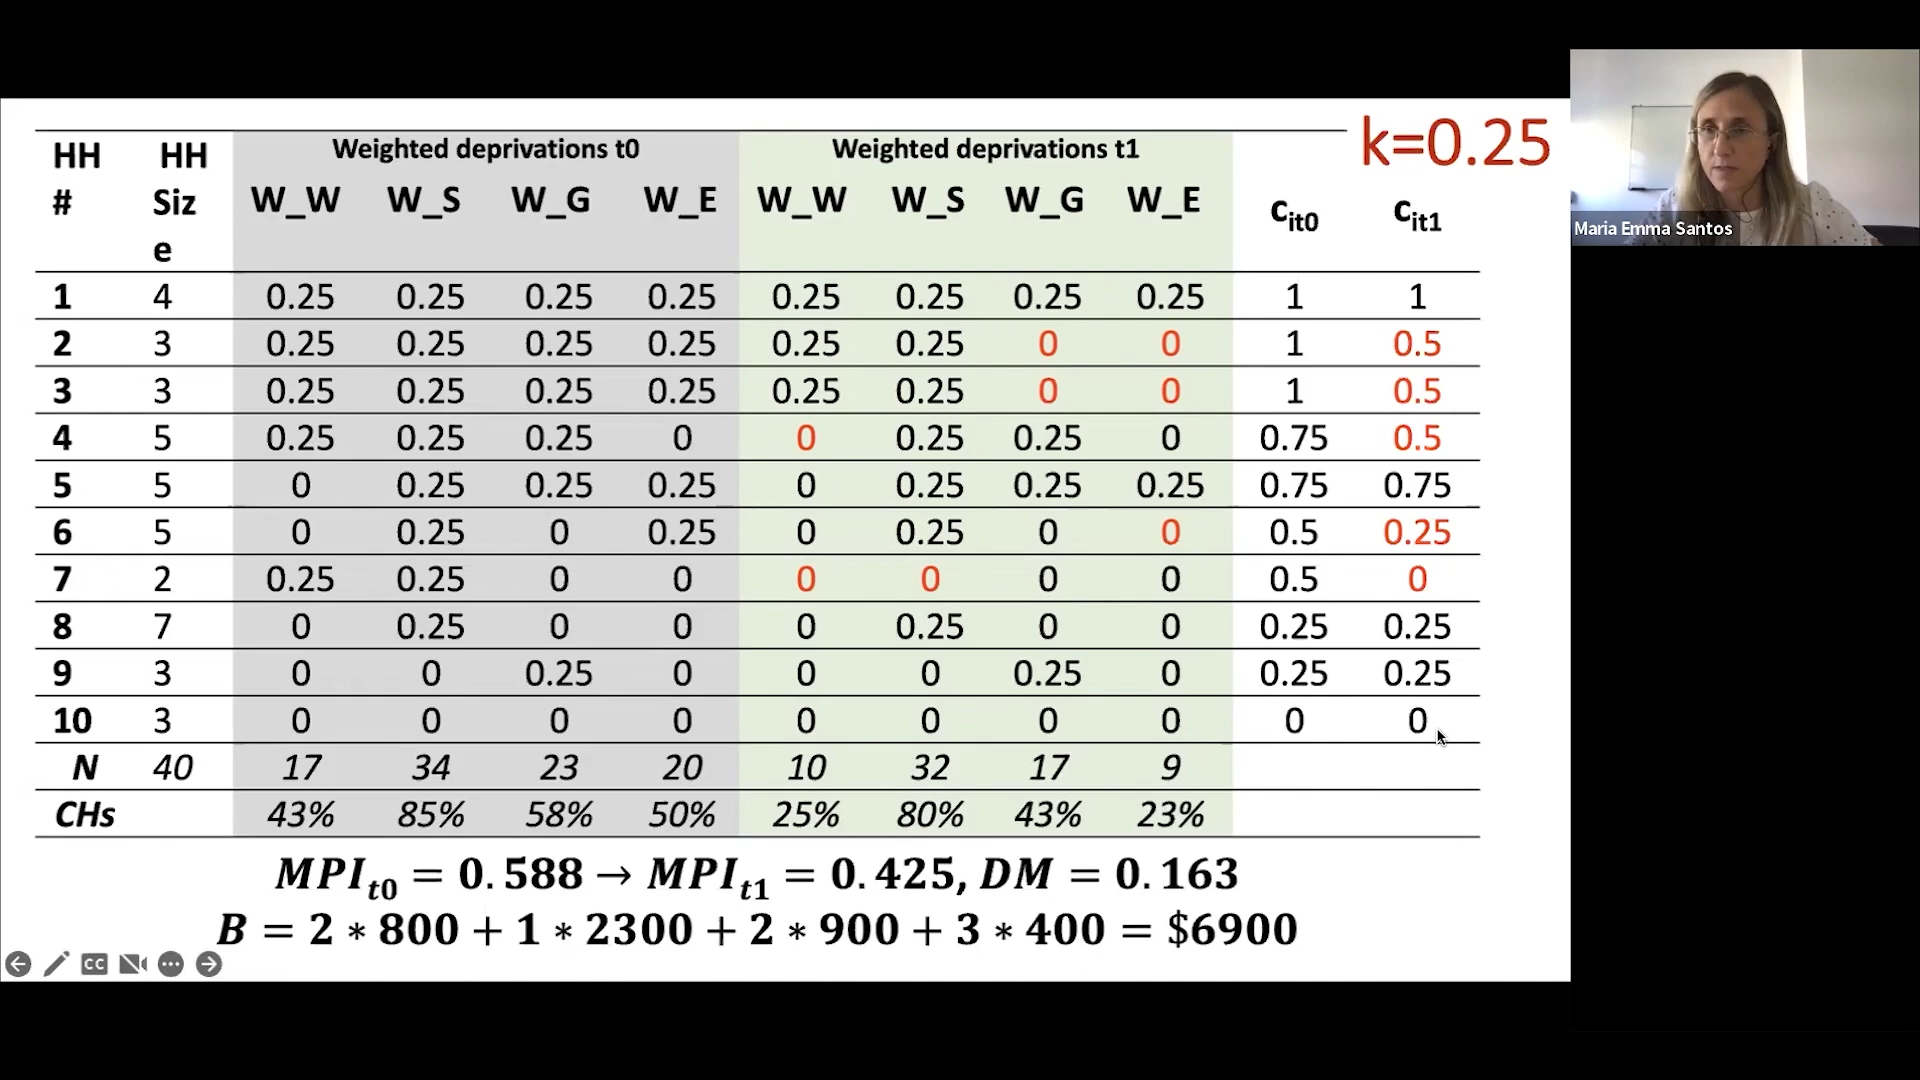 k=0.25
HH # HH Siz e Weighted deprivations t0 Weighted deprivations t1
W_W W_S W_G W_E W_W W_S W_G W_E cit0 cit1
1 4 0.25 0.25 0.25 0.25 0.25 0.25 0.25 0.25 1 1
2 3 0.25 0.25 0.25 0.25 0.25 0.25 0 0 1 0.5
3 3 0.25 0.25 0.25 0.25 0.25 0.25 0 0 1 0.5
4 5 0.25 0.25 0.25 0 0 0.25 0.25 0 0.75 0.5
5 5 0 0.25 0.25 0.25 0 0.25 0.25 0.25 0.75 0.75
6 5 0 0.25 0 0.25 0 0.25 0 0 0.5 0.25
7 2 0.25 0.25 0 0 0 0 0 0 0.5 0
8 7 0 0.25 0 0 0 0.25 0 0 0.25 0.25
9 3 0 0 0.25 0 0 0 0.25 0 0.25 0.25
10 3 0 0 0 0 0 0 0 0 0 0
N 40 17 34 23 20 10 32 17 9
CHs 43% 85% 58% 50% 25% 80% 43% 23%
MPIt0 = 0.588 → MPIt1 = 0.425, DM = 0.163
B = 2 * 800 + 1 * 2300 + 2 * 900 + 3 * 400 = $6900
CC
Maria Emma Santos